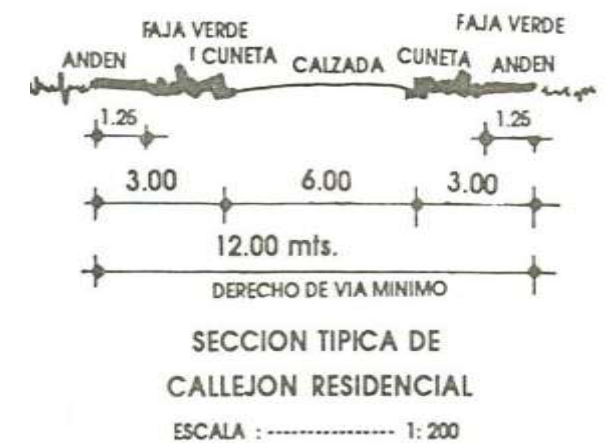 FAJA VERDE FAJA VERDE
ANDEN CUNETA CALZADA CUNETA ANDEN
1.25 1.25
3.00 6.00 3.00
12.00 mts.
DERECHO DE VIA MINIMO
SECCION TIPICA DE
CALLEJON RESIDENCIAL
ESCALA : ---------------- 1: 200